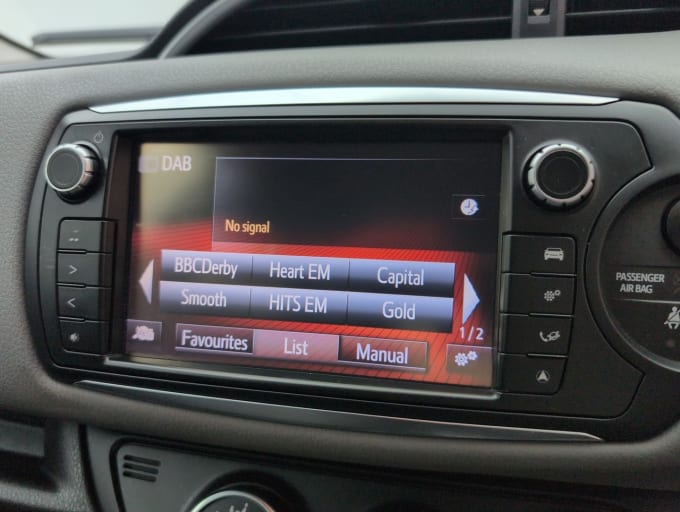 DAB
No signal
BBCDerby Heart EM Capital
Smooth HITS EM Gold
1/2
Favourites List Manual
PASSENGER
AIR BAG